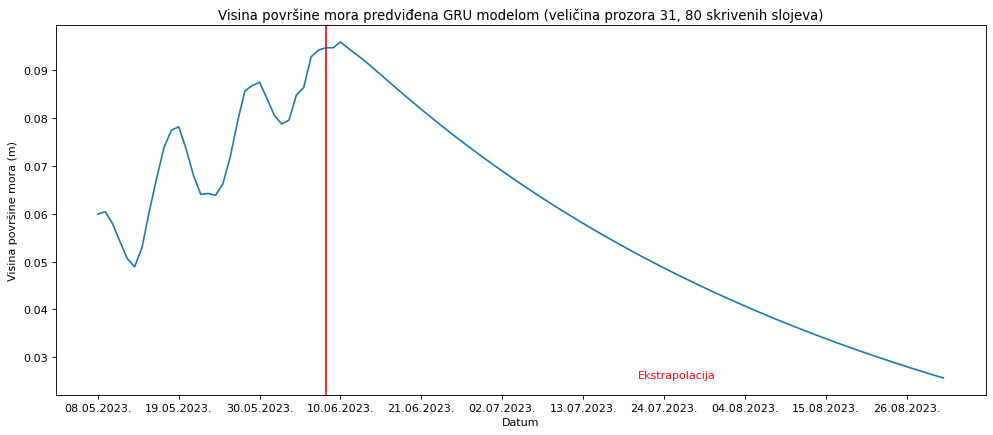 Visina površine mora predviđena GRU modelom (veličina prozora 31, 80 skrivenih slojeva)
Visina površine mora (m)
0.09
0.08
0.07
0.06
0.05
0.04
0.03
Ekstrapolacija
08.05.2023. 19.05.2023. 30.05.2023. 10.06.2023. 21.06.2023. 02.07.2023. 13.07.2023. 24.07.2023. 04.08.2023. 15.08.2023. 26.08.2023.
Datum